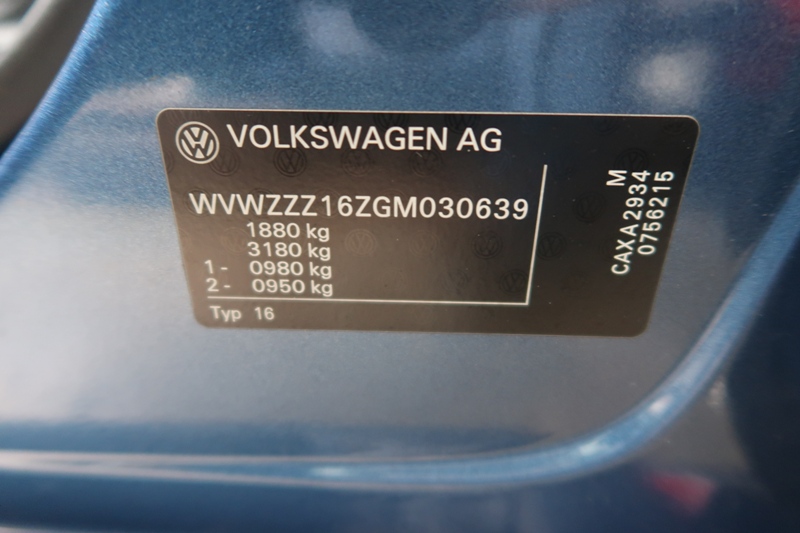 VOLKSWAGEN AG
WVWZZZ16ZGM030639
1880 kg
3180 kg
1 - 0980 kg
2 - 0950 kg
Typ 16
M
CAXA2934
0756215